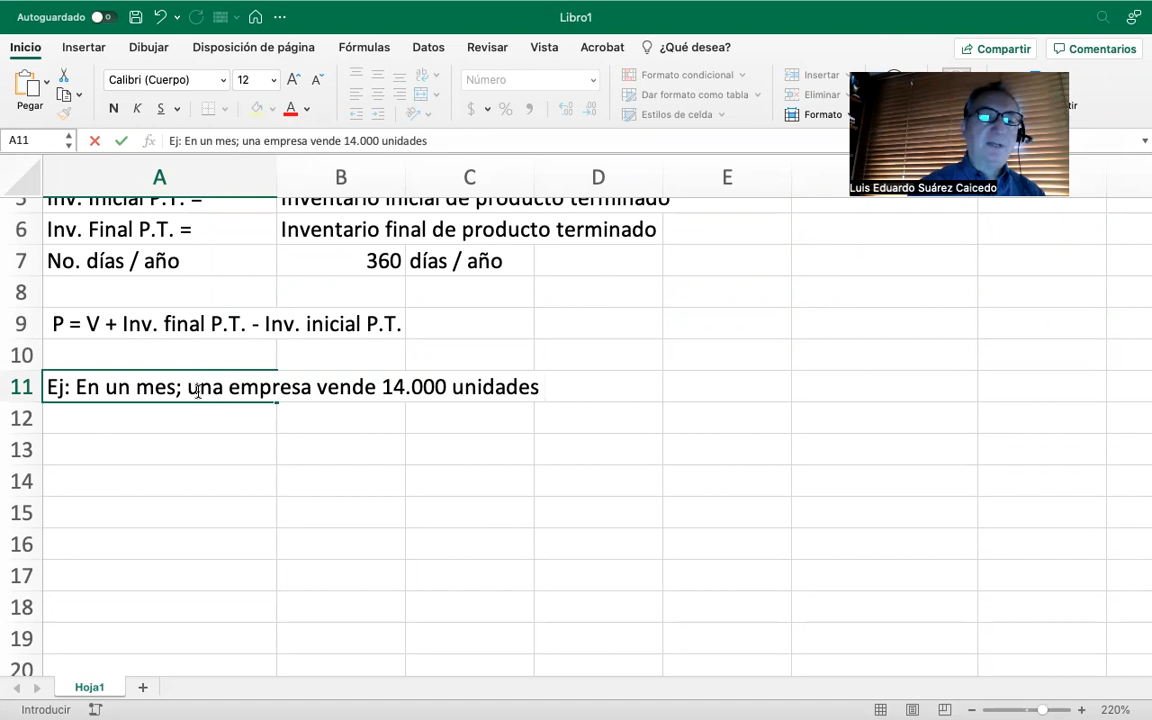 Autoguardado 0
Libro1
Inicio Insertar Dibujar Disposición de página Fórmulas Datos Revisar Vista Acrobat ¿Qué desea?
Compartir
Comentarios
Pegar
Calibri (Cuerpo) 12
N K S A
Número
$ %
Formato condicional
Dar formato como tabla
Estilos de celda
Insertar
Eliminar
Formato
Luis Eduardo Suárez Caicedo
A11 fx Ej: En un mes; una empresa vende 14.000 unidades
A B C D E
5 Inv. Inicial P.T. = Inventario inicial de producto terminado
6 Inv. Final P.T. = Inventario final de producto terminado
7 No. días / año 360 días / año
8
9 P = V + Inv. final P.T. - Inv. inicial P.T.
10
11 Ej: En un mes; una empresa vende 14.000 unidades
12
13
14
15
16
17
18
19
20
Hoja1
Introducir
220%